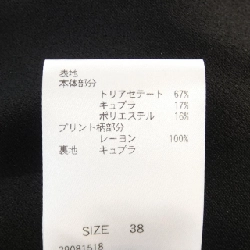 表地
本体部分
トリアセテート 67%
キュプラ 17%
ポリエステル 16%
プリント柄部分
レーヨン 100%
裏地 キュプラ
SIZE 38